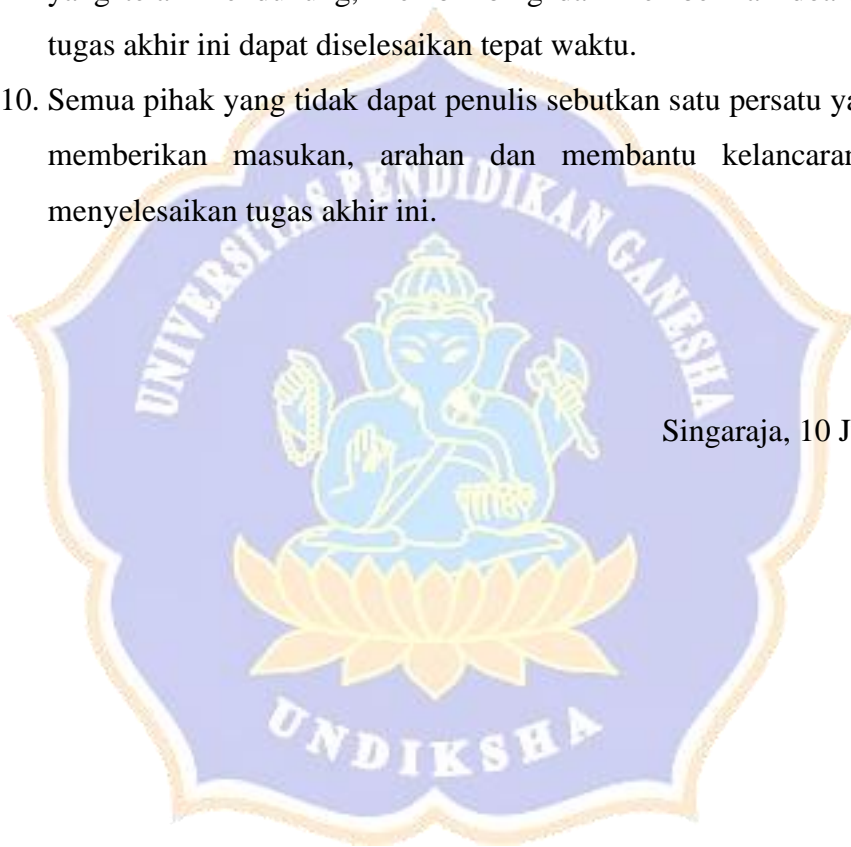 tugas akhir ini dapat diselesaikan tepat waktu.
10. Semua pihak yang tidak dapat penulis sebutkan satu persatu
memberikan masukan, arahan dan membantu kelancaran
menyelesaikan tugas akhir ini.
UNIVERSITAS PENDIDIKAN GANESHA
Singaraja, 10 J
UNDIKSHA